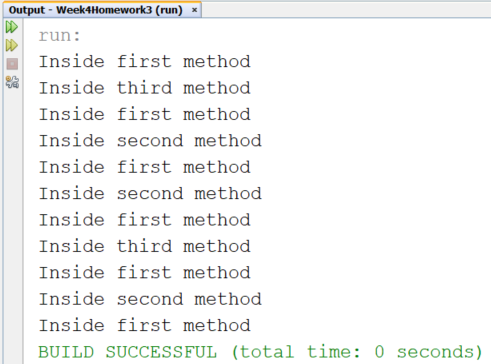 Output - Week4Homework3 (run) ×
run:
Inside first method
Inside third method
Inside first method
Inside second method
Inside first method
Inside second method
Inside first method
Inside third method
Inside first method
Inside second method
Inside first method
BUILD SUCCESSFUL (total time: 0 seconds)